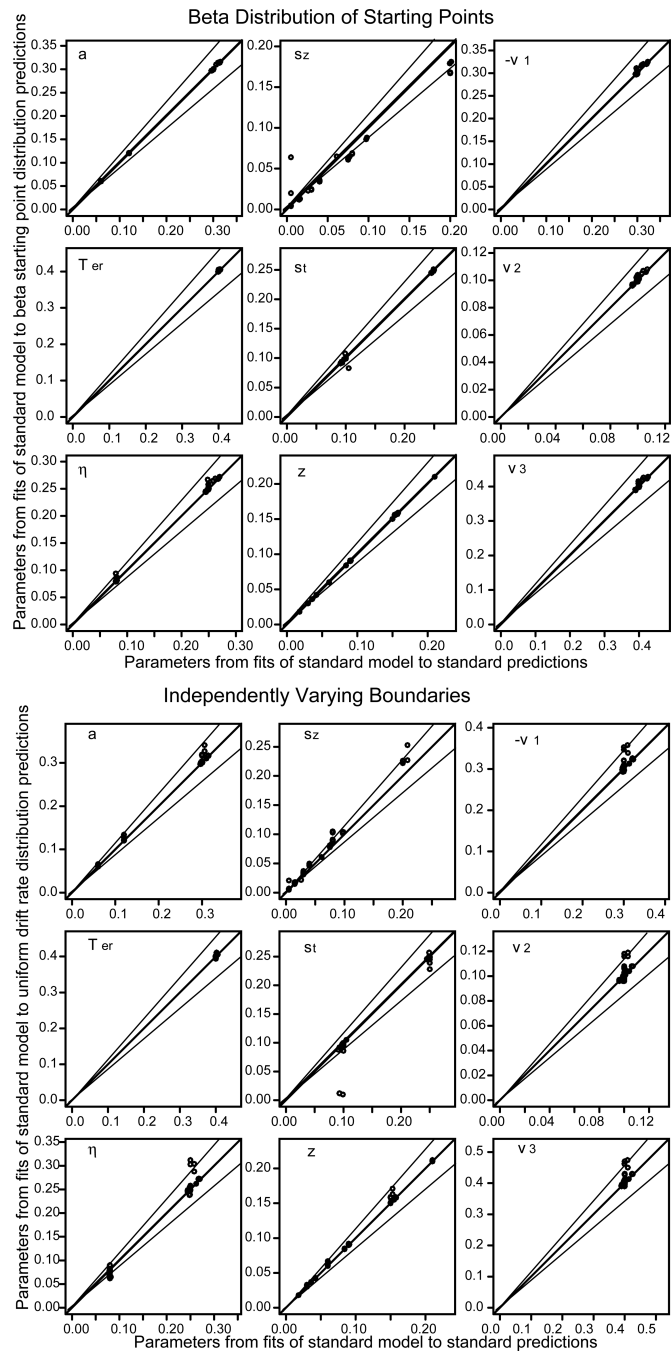 Beta Distribution of Starting Points
Parameters from fits of standard model to beta starting point distribution predictions
a
0.35
0.30
0.25
0.20
0.15
0.10
0.05
0.00
0.00 0.10 0.20 0.30
sz
0.20
0.15
0.10
0.05
0.00
0.00 0.05 0.10 0.15 0.20
-v 1
0.35
0.30
0.25
0.20
0.15
0.10
0.05
0.00
0.00 0.10 0.20 0.30
T er
0.4
0.3
0.2
0.1
0.0
0.0 0.1 0.2 0.3 0.4
st
0.25
0.20
0.15
0.10
0.05
0.00
0.00 0.10 0.20
v 2
0.12
0.10
0.08
0.06
0.04
0.02
0.00
0.00 0.04 0.08 0.12
η
0.30
0.25
0.20
0.15
0.10
0.05
0.00
0.00 0.10 0.20 0.30
z
0.20
0.15
0.10
0.05
0.00
0.00 0.05 0.10 0.15 0.20
v 3
0.4
0.3
0.2
0.1
0.0
0.0 0.1 0.2 0.3 0.4
Parameters from fits of standard model to standard predictions
Independently Varying Boundaries
Parameters from fits of standard model to uniform drift rate distribution predictions
a
0.3
0.2
0.1
0.0
0.0 0.1 0.2 0.3
sz
0.25
0.20
0.15
0.10
0.05
0.00
0.00 0.10 0.20
-v 1
0.4
0.3
0.2
0.1
0.0
0.0 0.1 0.2 0.3 0.4
T er
0.4
0.3
0.2
0.1
0.0
0.0 0.1 0.2 0.3 0.4
st
0.25
0.20
0.15
0.10
0.05
0.00
0.00 0.10 0.20
v 2
0.12
0.10
0.08
0.06
0.04
0.02
0.00
0.00 0.04 0.08 0.12
η
0.35
0.30
0.25
0.20
0.15
0.10
0.05
0.00
0.00 0.10 0.20 0.30
z
0.20
0.15
0.10
0.05
0.00
0.00 0.05 0.10 0.15 0.20
v 3
0.5
0.4
0.3
0.2
0.1
0.0
0.0 0.1 0.2 0.3 0.4 0.5
Parameters from fits of standard model to standard predictions